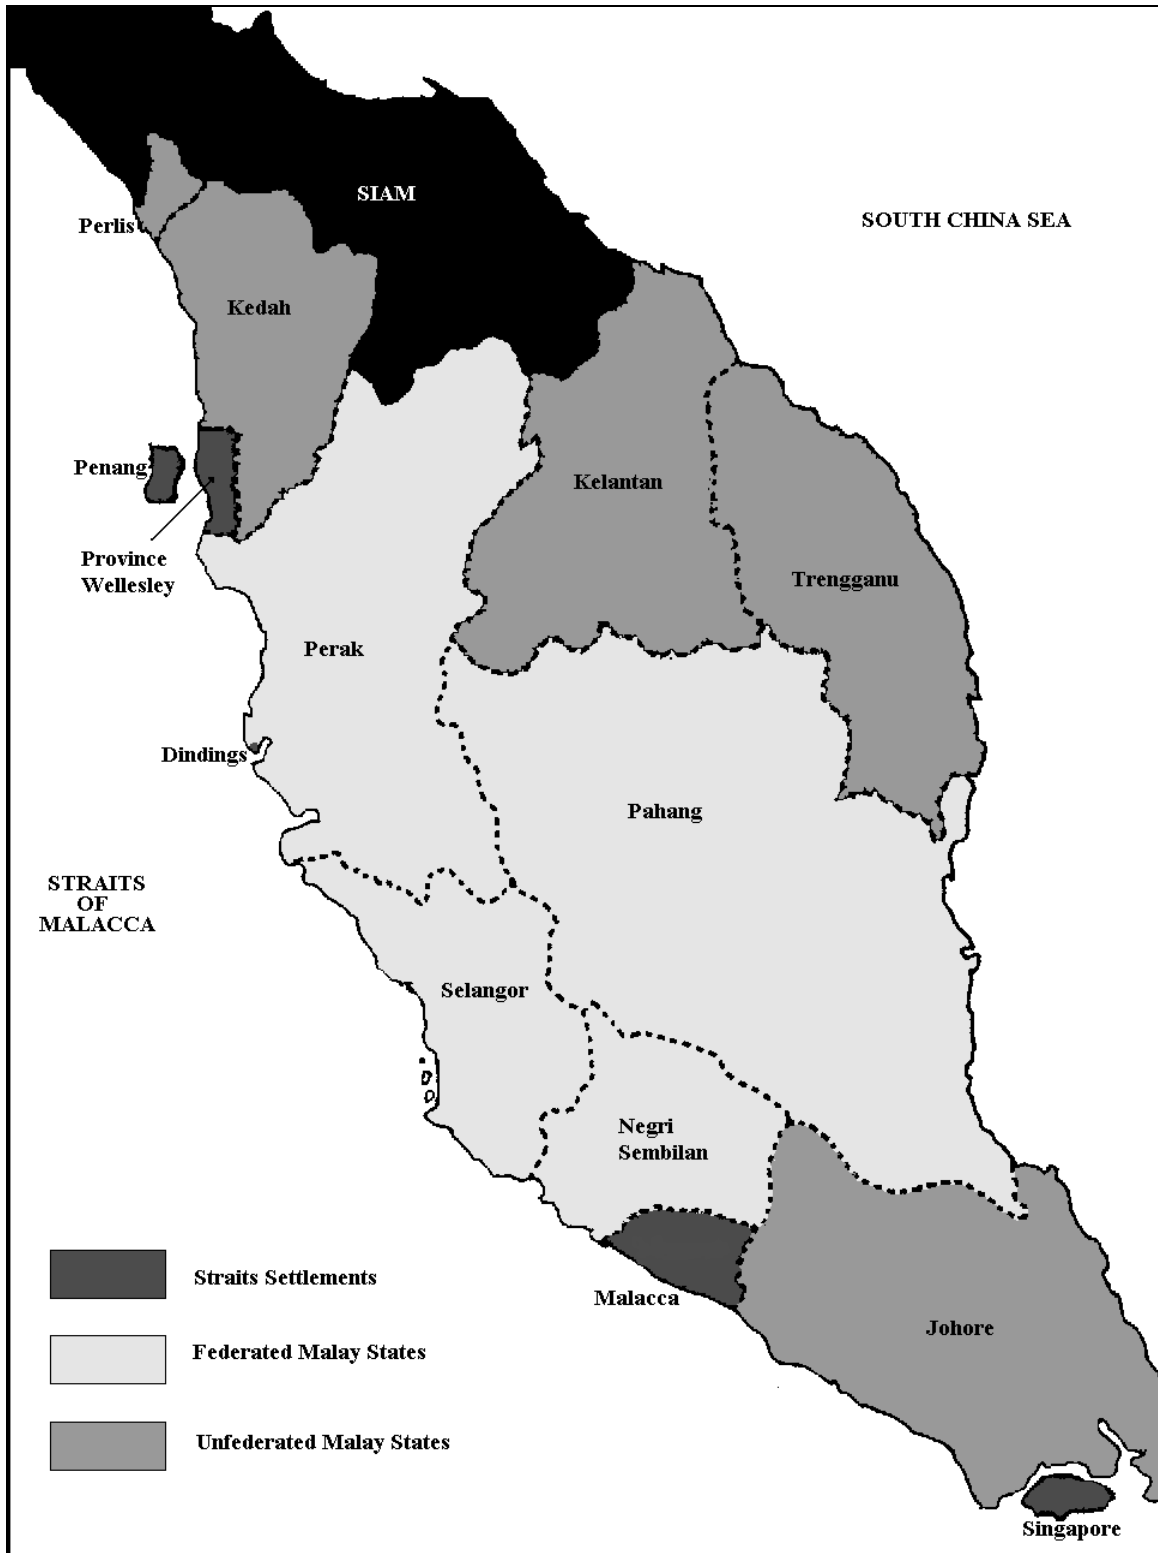 SIAM
SOUTH CHINA SEA
Perlis
Kedah
Penang
Kelantan
Province
Wellesley
Trengganu
Perak
Dindings
Pahang
STRAITS
OF
MALACCA
Selangor
Negri
Sembilan
Straits Settlements
Malacca
Johore
Federated Malay States
Unfederated Malay States
Singapore